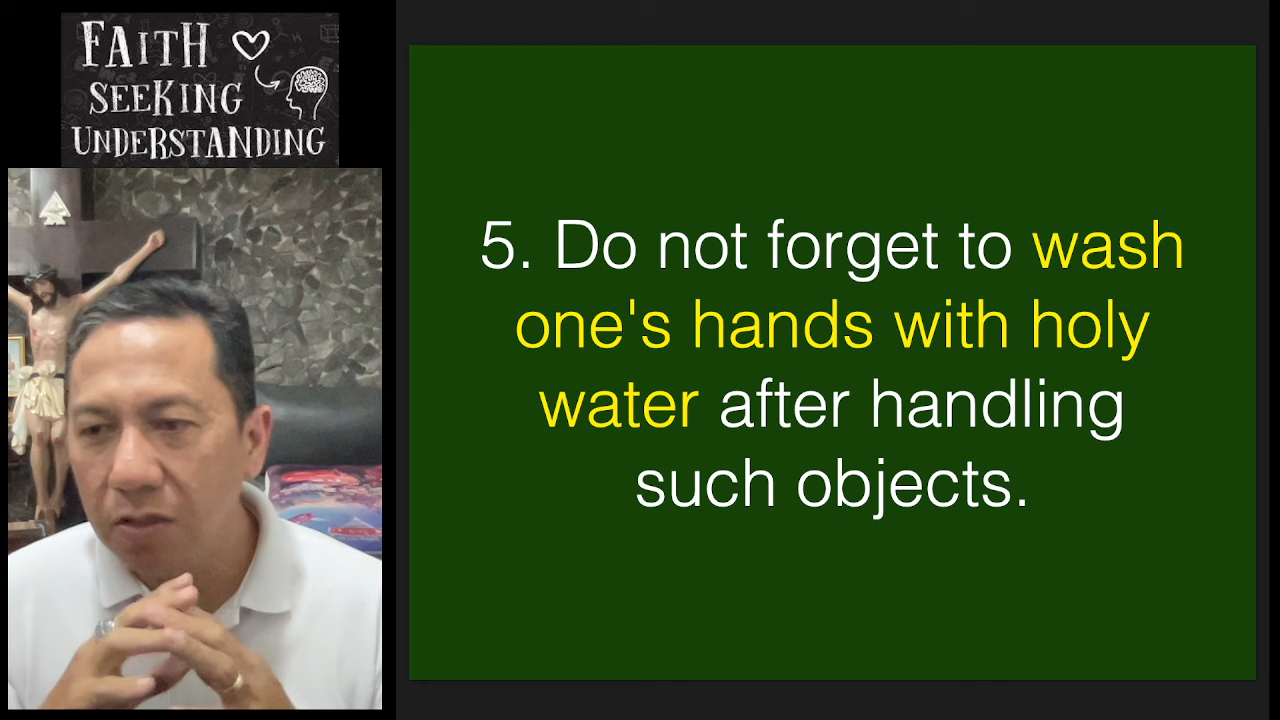 FAITH
SEEKING
UNDERSTANDING
5. Do not forget to wash
one's hands with holy
water after handling
such objects.